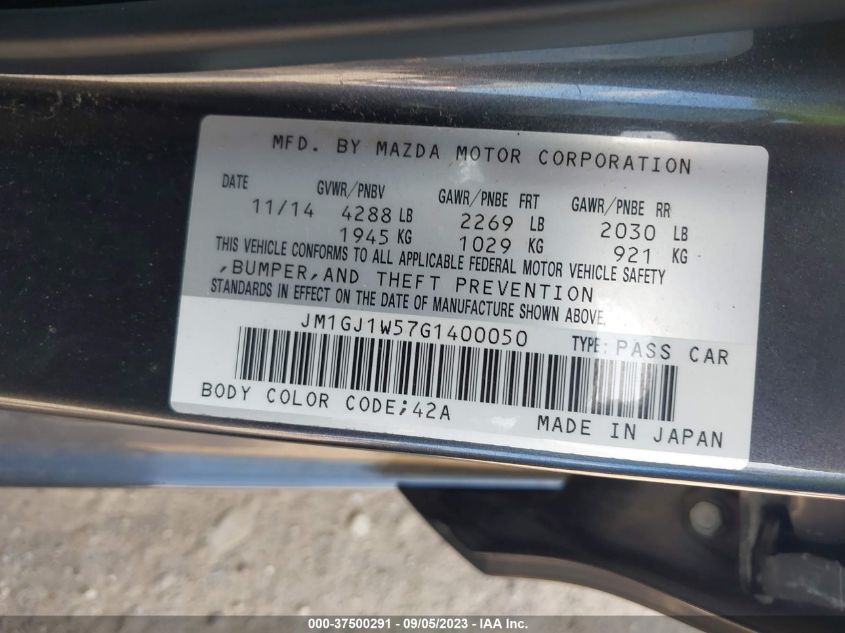 MFD. BY MAZDA MOTOR CORPORATION
DATE GVWR/PNBV GAWR/PNBE FRT GAWR/PNBE RR
11/14 4288 LB 2269 LB 2030 LB
1945 KG 1029 KG 921 KG
THIS VEHICLE CONFORMS TO ALL APPLICABLE FEDERAL MOTOR VEHICLE SAFETY
,BUMPER,AND THEFT PREVENTION
STANDARDS IN EFFECT ON THE DATE OF MANUFACTURE SHOWN ABOVE.
JM1GJ1W57G1400050 TYPE: PASS CAR
BODY COLOR CODE;42A MADE IN JAPAN
000-37500291 - 09/05/2023 - IAA Inc.